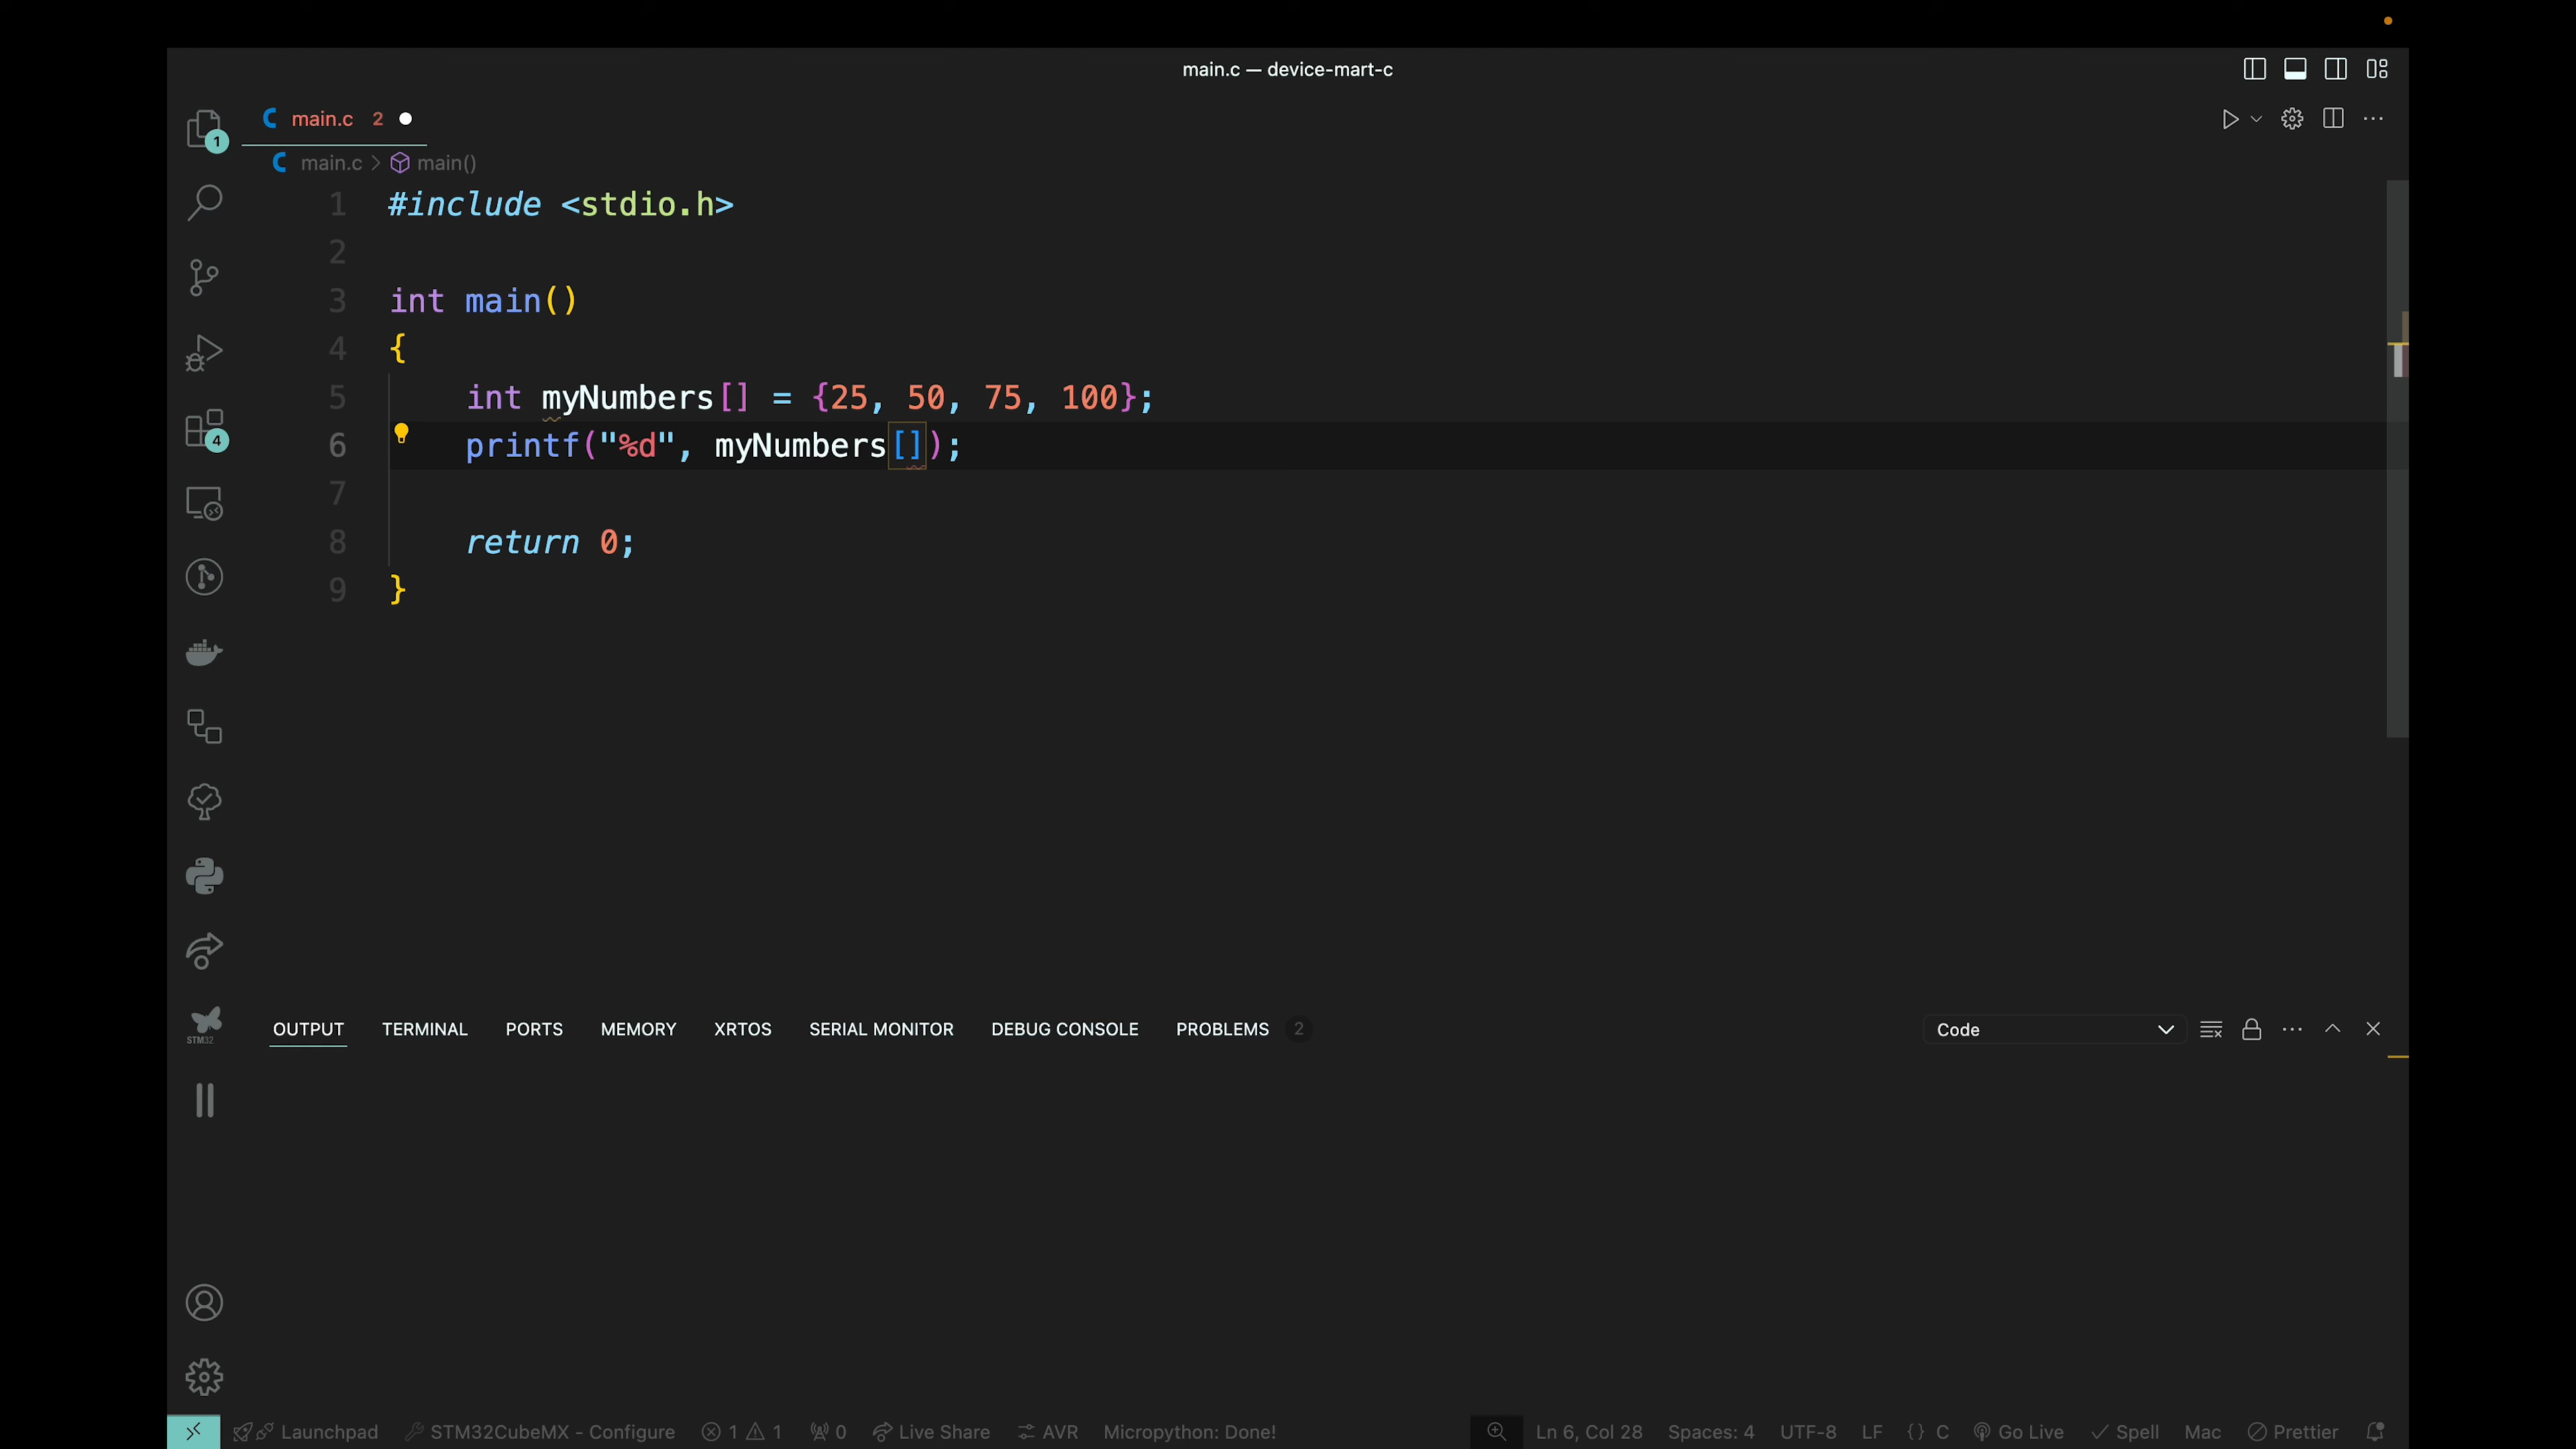 main.c — device-mart-c
main.c 2
1
main.c > main()
1 #include <stdio.h>
2
3 int main()
4 {
5 int myNumbers[] = {25, 50, 75, 100};
6 printf("%d", myNumbers[]);
7
8 return 0;
9 }
4
STM32
OUTPUT TERMINAL PORTS MEMORY XRTOS SERIAL MONITOR DEBUG CONSOLE PROBLEMS 2 Code
Launchpad STM32CubeMX - Configure 1 1 0 Live Share AVR Micropython: Done! Ln 6, Col 28 Spaces: 4 UTF-8 LF {} C Go Live Spell Mac Prettier